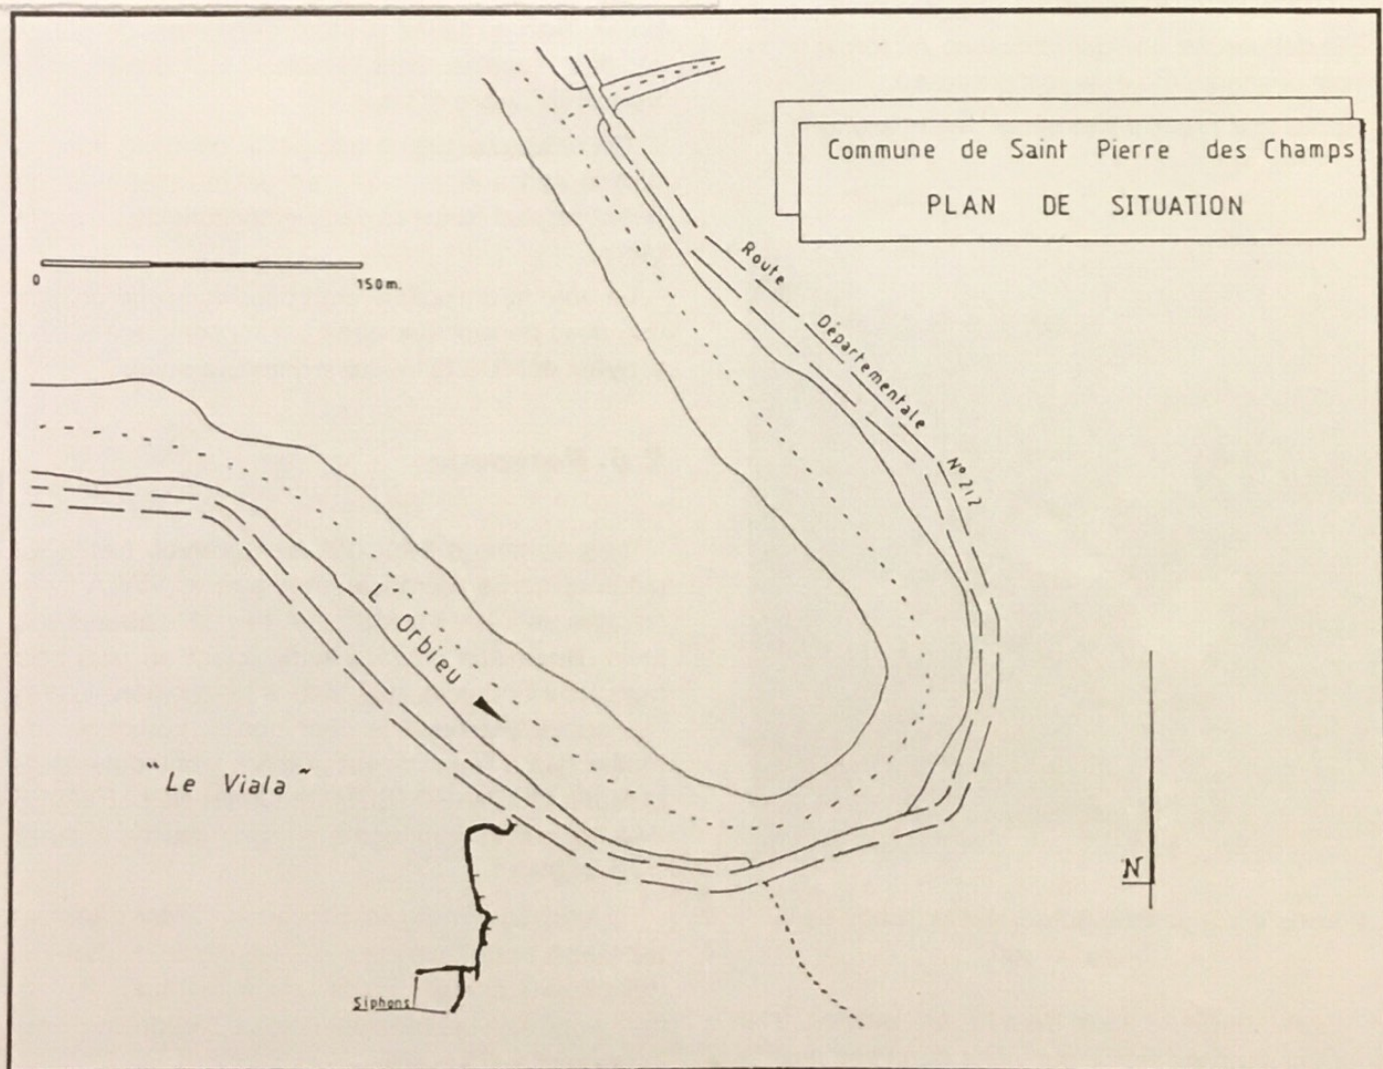 Commune de Saint Pierre des Champs
PLAN DE SITUATION
0 150m.
Route Départementale N°212
L' Orbieu
"Le Viala"
Siphons
N